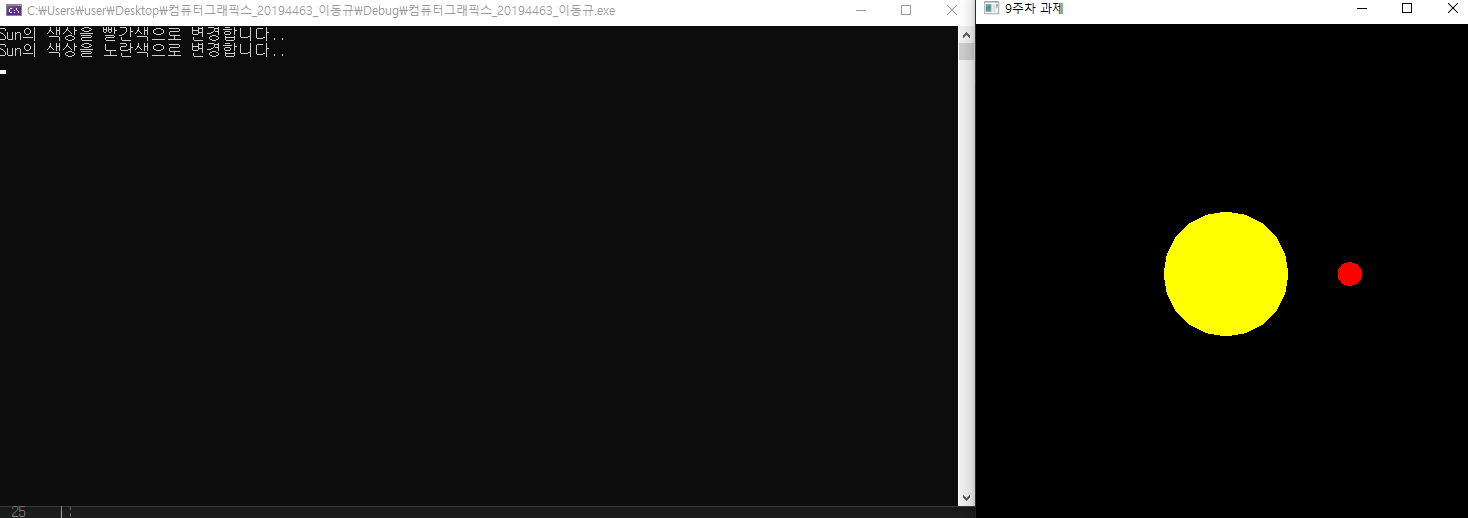 C:\Users\user\Desktop\컴퓨터그래픽스_20194463_이동규\Debug\컴퓨터그래픽스_20194463_이동규.exe
Sun의 색상을 빨간색으로 변경합니다..
Sun의 색상을 노란색으로 변경합니다..
9주차 과제
25